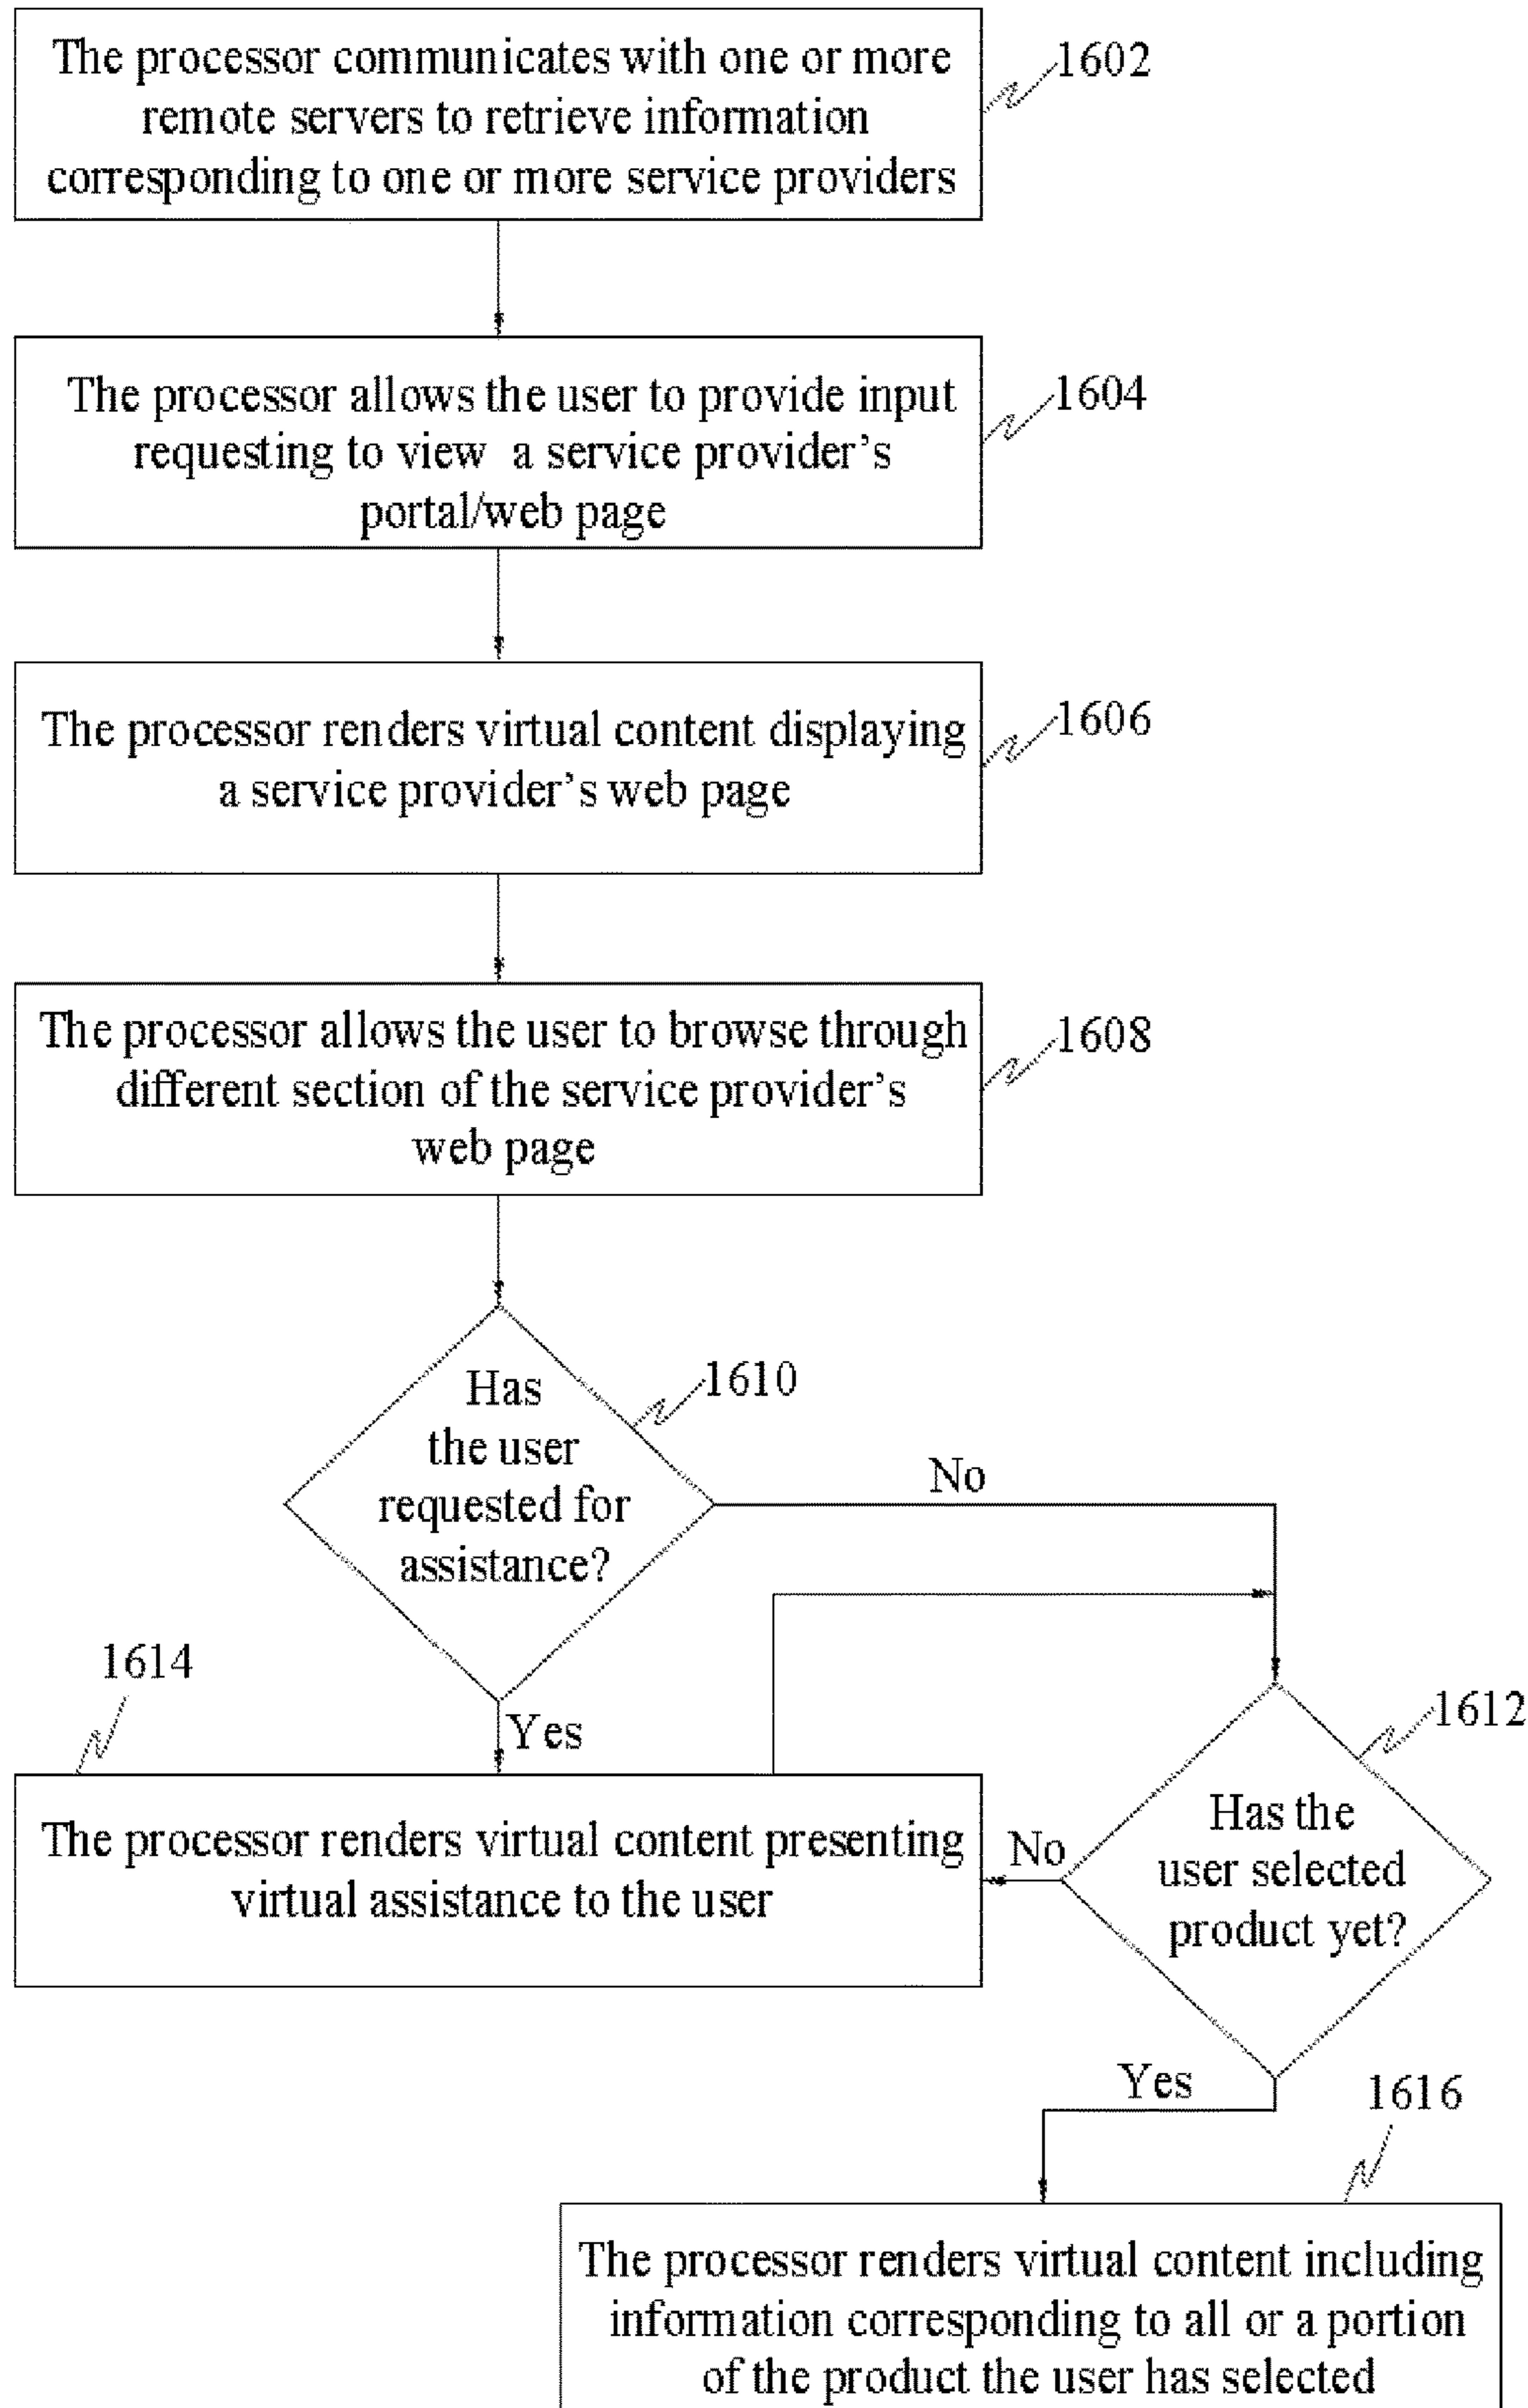 The processor communicates with one or more
remote servers to retrieve information
corresponding to one or more service providers
1602
The processor allows the user to provide input
requesting to view a service provider's
portal/web page
1604
The processor renders virtual content displaying
a service provider's web page
1606
The processor allows the user to browse through
different section of the service provider's
web page
1608
Has
the user
requested for
assistance?
1610
No
Yes
1614
The processor renders virtual content presenting
virtual assistance to the user
No
1612
Has the
user selected
product yet?
Yes
1616
The processor renders virtual content including
information corresponding to all or a portion
of the product the user has selected